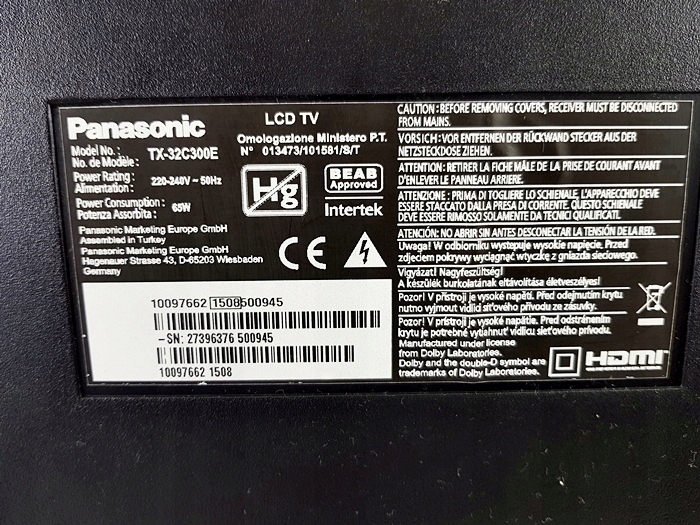 Panasonic
LCD TV
Model No.: TX-32C300E
No. de Modèle:
Omologazione Ministero P.T.
N° 013473/101581/S/T
Power Rating : 220-240V ~ 50Hz
Alimentation :
Power Consumption : 65W
Potenza Assorbita :
Hg
BEAB
Approved
Intertek
Panasonic Marketing Europe GmbH
Assembled in Turkey
Panasonic Marketing Europe GmbH
Hagenauer Strasse 43, D-65203 Wiesbaden
Germany
CE
10097662 1508500945
-SN: 27396376 500945
10097662 1508
CAUTION: BEFORE REMOVING COVERS, RECEIVER MUST BE DISCONNECTED
FROM MAINS.
VORSICH: VOR ENTFERNEN DER RÜCKWAND STECKER AUS DER
NETZSTECKDOSE ZIEHEN.
ATTENTION: RETIRER LA FICHE MÂLE DE LA PRISE DE COURANT AVANT
D'ENLEVER LE PANNEAU ARRIERE.
ATTENZIONE : PRIMA DI TOGLIERE LO SCHIENALE, L'APPARECCHIO DEVE
ESSERE STACCATO DALLA PRESA DI CORRENTE. QUESTO SCHIENALE
DEVE ESSERE RIMOSSO SOLAMENTE DA TECNICI QUALIFICATI.
ATENCIÓN: NO ABRIR SIN ANTES DESCONECTAR LA TENSIÓN DE LA RED.
Uwaga! W odbiorniku występuje wysokie napięcie. Przed
zdjęciem pokrywy wyciągnąć wtyczkę z gniazda sieciowego.
Vigyázat! Nagyfeszültség!
A készülék burkolatának eltávolítása életveszélyes!
Pozor! V přístroji je vysoké napětí. Před odejmutím krytu
nutno vyjmout vidlici sít'ového přívodu ze zásuvky.
Pozor! V prístroji je vysoké napätie. Pred odstránením
krytu je potrebné vytiahnut' vidlicu siet'ového prívodu.
Manufactured under license
from Dolby Laboratories.
Dolby and the double-D symbol are
trademarks of Dolby Laboratories.
HDMI